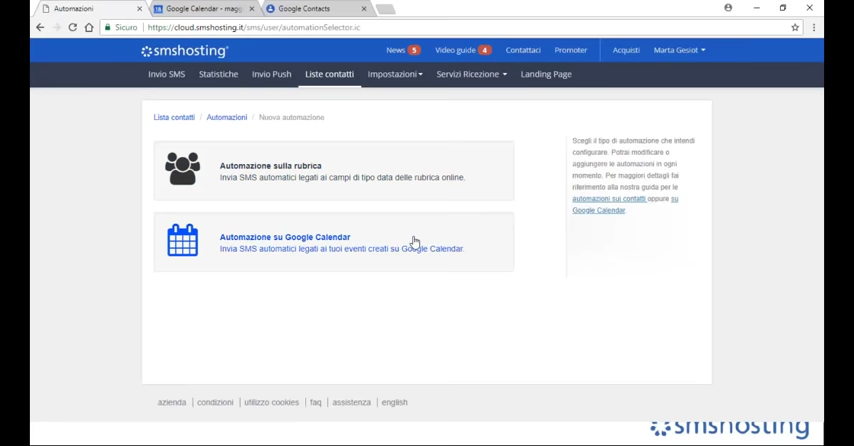 Automazioni
Google Calendar - magg
Google Contacts
Sicuro
https://cloud.smshosting.it/sms/user/automationSelector.ic
smshosting
News 5
Video guide 4
Contattaci
Promoter
Acquisti
Marta Gesiot
Invio SMS
Statistiche
Invio Push
Liste contatti
Impostazioni
Servizi Ricezione
Landing Page
Lista contatti / Automazioni / Nuova automazione
Automazione sulla rubrica
Invia SMS automatici legati ai campi di tipo data delle rubrica online.
Automazione su Google Calendar
Invia SMS automatici legati ai tuoi eventi creati su Google Calendar.
Scegli il tipo di automazione che intendi
configurare. Potrai modificare o
aggiungere le automazioni in ogni
momento. Per maggiori dettagli fai
riferimento alla nostra guida per le
automazioni sui contatti oppure su
Google Calendar.
azienda | condizioni | utilizzo cookies | faq | assistenza | english
smshosting